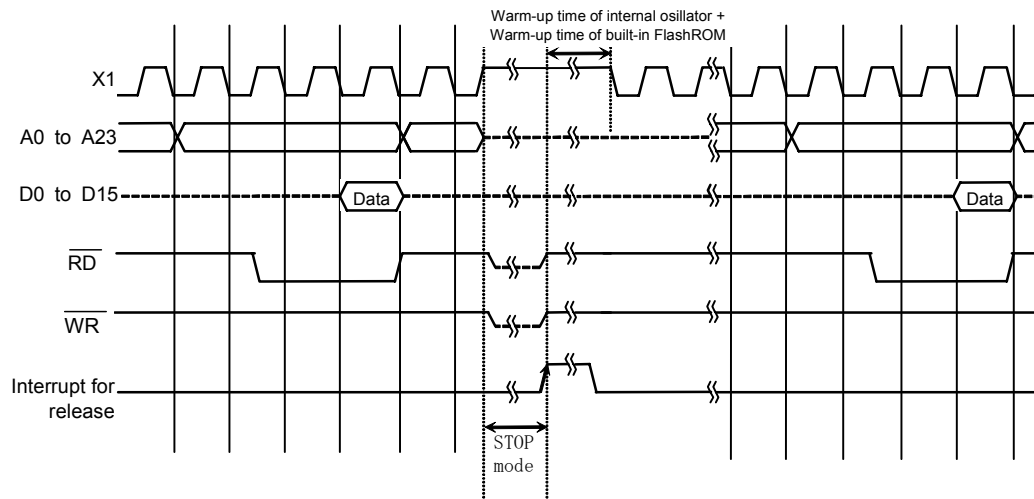 Warm-up time of internal osillator +
Warm-up time of built-in FlashROM
X1
A0 to A23
D0 to D15
Data
Data
RD
WR
Interrupt for
release
STOP
mode